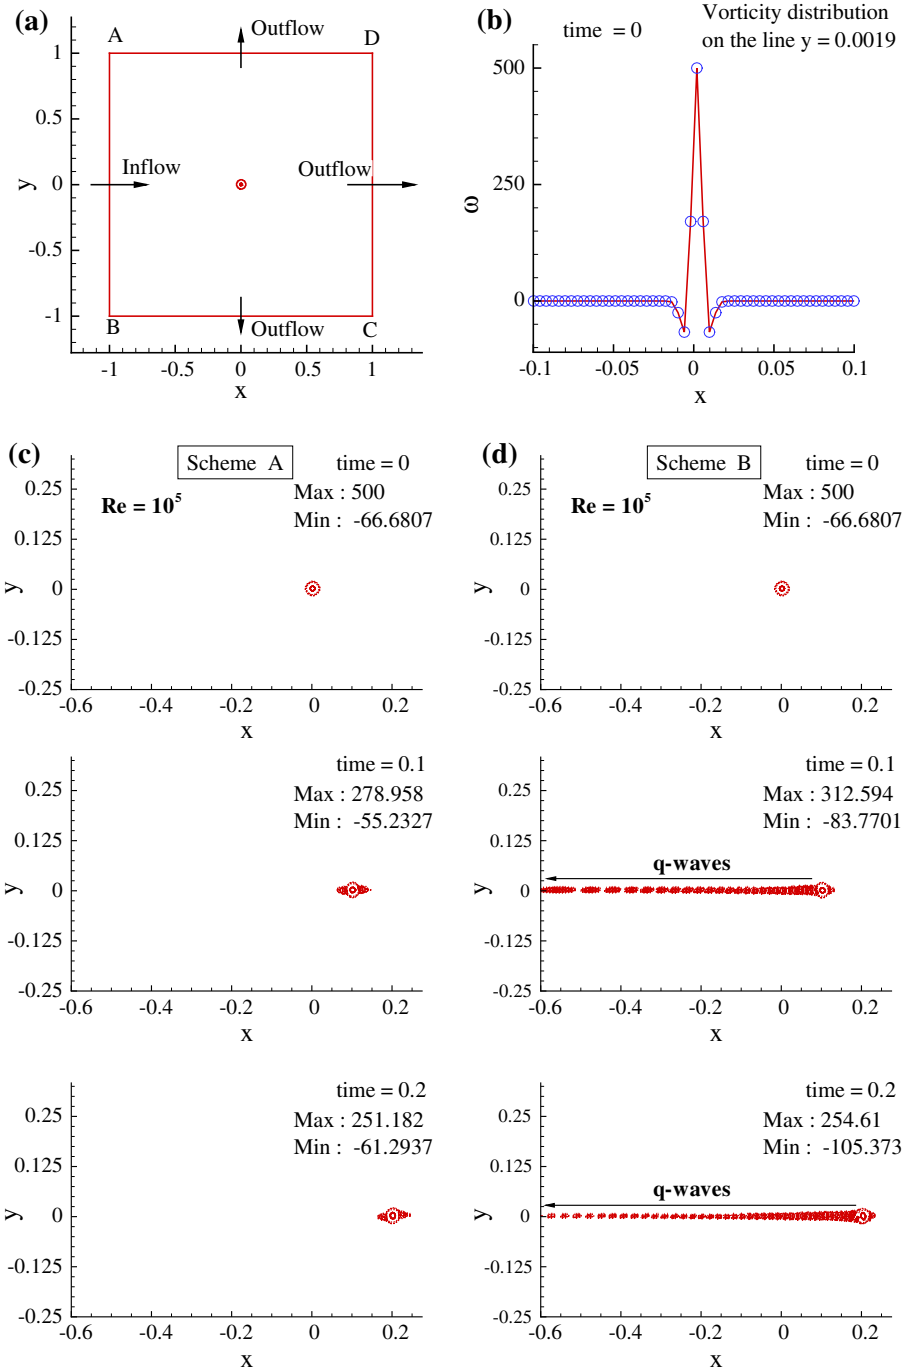 (a)
A
D
Outflow
1
0.5
Inflow
Outflow
y
0
-0.5
-1
B
Outflow
C
-1
-0.5
0
0.5
1
x
(b)
time = 0
Vorticity distribution
on the line y = 0.0019
500
250
ω
0
-0.1
-0.05
0
0.05
0.1
x
(c)
Scheme A
time = 0
Re = 10⁵
Max : 500
Min : -66.6807
0.25
0.125
y
0
-0.125
-0.25
-0.6
-0.4
-0.2
0
0.2
x
(d)
Scheme B
time = 0
Re = 10⁵
Max : 500
Min : -66.6807
0.25
0.125
y
0
-0.125
-0.25
-0.6
-0.4
-0.2
0
0.2
x
time = 0.1
Max : 278.958
Min : -55.2327
0.25
0.125
y
0
-0.125
-0.25
-0.6
-0.4
-0.2
0
0.2
x
time = 0.1
Max : 312.594
Min : -83.7701
q-waves
0.25
0.125
y
0
-0.125
-0.25
-0.6
-0.4
-0.2
0
0.2
x
time = 0.2
Max : 251.182
Min : -61.2937
0.25
0.125
y
0
-0.125
-0.25
-0.6
-0.4
-0.2
0
0.2
x
time = 0.2
Max : 254.61
Min : -105.373
q-waves
0.25
0.125
y
0
-0.125
-0.25
-0.6
-0.4
-0.2
0
0.2
x